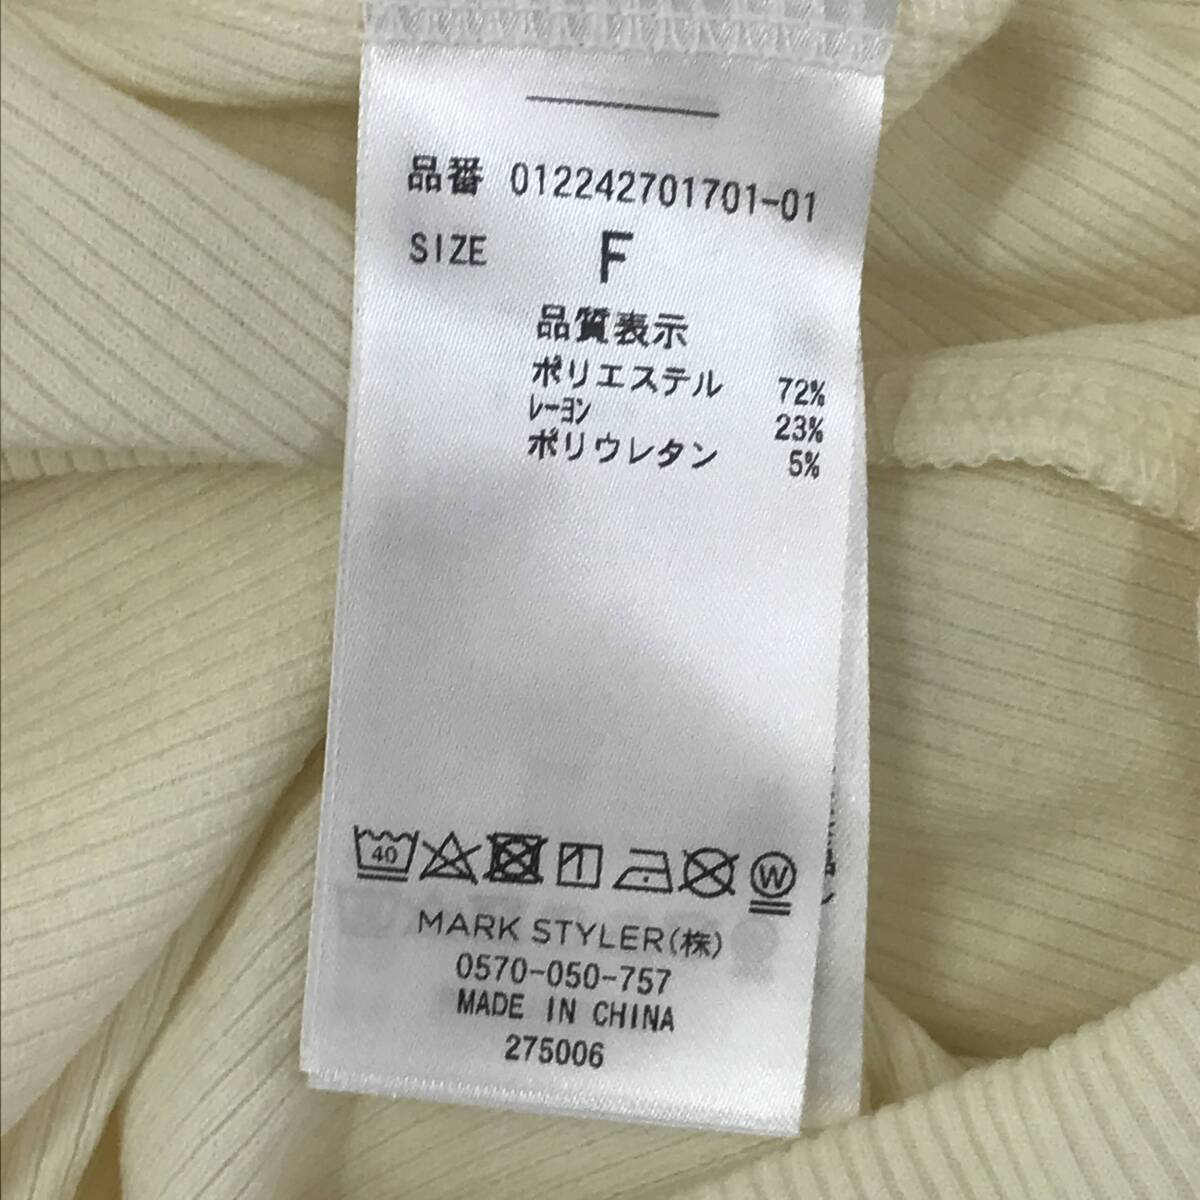 品番 012242701701-01
SIZE F
品質表示
ポリエステル 72%
レーヨン 23%
ポリウレタン 5%
40 W
MARK STYLER(株)
0570-050-757
MADE IN CHINA
275006